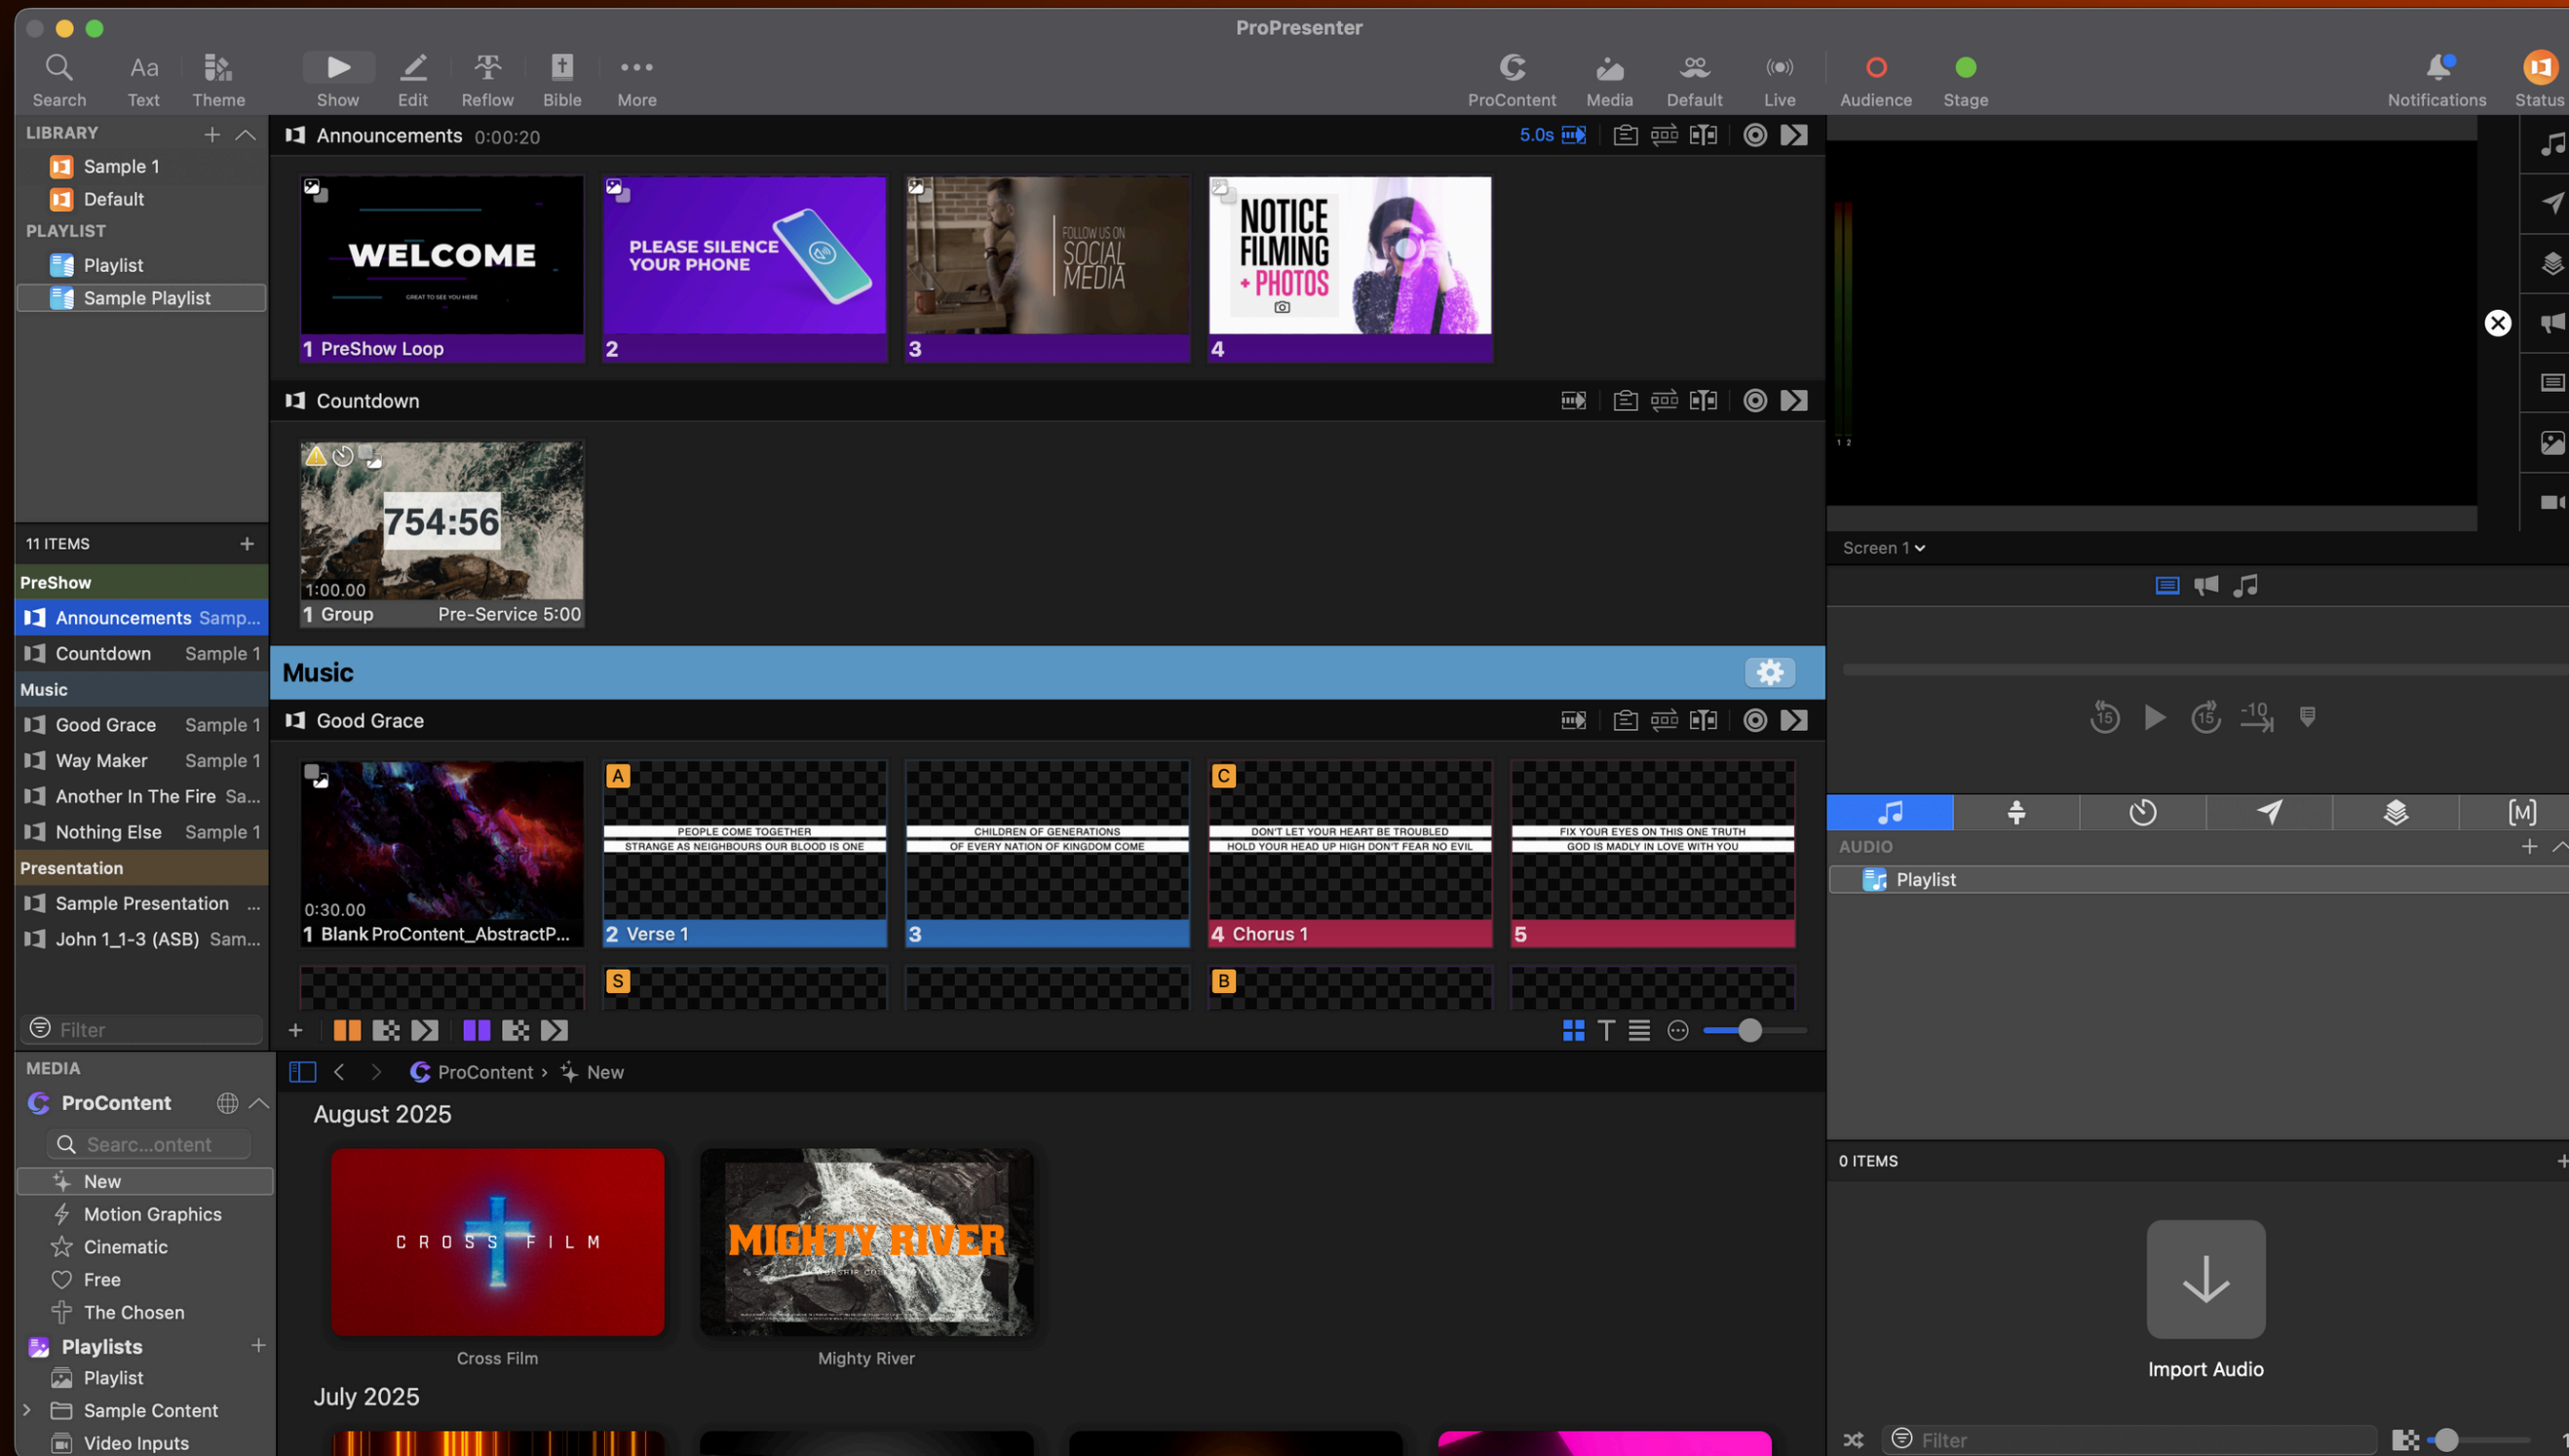 ProPresenter
Search
Text
Theme
Show
Edit
Reflow
Bible
More
ProContent
Media
Default
Live
Audience
Stage
Notifications
Status
LIBRARY
Sample 1
Default
PLAYLIST
Playlist
Sample Playlist
11 ITEMS
PreShow
Announcements Samp...
Countdown Sample 1
Music
Good Grace Sample 1
Way Maker Sample 1
Another In The Fire Sa...
Nothing Else Sample 1
Presentation
Sample Presentation ...
John 1_1-3 (ASB) Sam...
Filter
Announcements 0:00:20
5.0s
WELCOME
GREAT TO SEE YOU HERE
1 PreShow Loop
PLEASE SILENCE
YOUR PHONE
2
FOLLOW US ON
SOCIAL
MEDIA
3
NOTICE
FILMING
+ PHOTOS
4
Countdown
754:56
1:00.00
1 Group Pre-Service 5:00
Music
Good Grace
0:30.00
1 Blank ProContent_AbstractP...
A
PEOPLE COME TOGETHER
STRANGE AS NEIGHBOURS OUR BLOOD IS ONE
2 Verse 1
CHILDREN OF GENERATIONS
OF EVERY NATION OF KINGDOM COME
3
C
DON'T LET YOUR HEART BE TROUBLED
HOLD YOUR HEAD UP HIGH DON'T FEAR NO EVIL
4 Chorus 1
FIX YOUR EYES ON THIS ONE TRUTH
GOD IS MADLY IN LOVE WITH YOU
5
S
B
MEDIA
ProContent
Searc...ontent
New
Motion Graphics
Cinematic
Free
The Chosen
Playlists
Playlist
Sample Content
Video Inputs
ProContent › New
August 2025
CROSS FILM
Cross Film
MIGHTY RIVER
Mighty River
July 2025
1 2
Screen 1
15
15
-10
[M]
AUDIO
Playlist
0 ITEMS
Import Audio
Filter